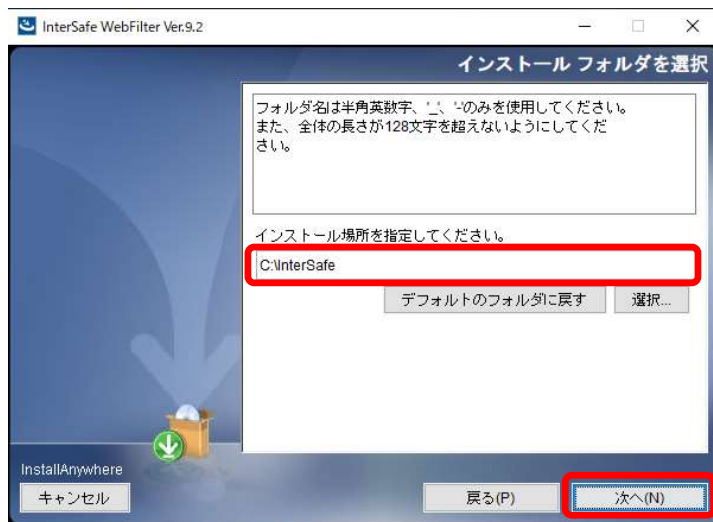 InterSafe WebFilter Ver.9.2
インストール フォルダを選択
フォルダ名は半角英数字、'_'、'-'のみを使用してください。
また、全体の長さが128文字を超えないようにしてくだ
さい。
インストール場所を指定してください。
C:\InterSafe
デフォルトのフォルダに戻す
選択...
InstallAnywhere
キャンセル
戻る(P)
次へ(N)